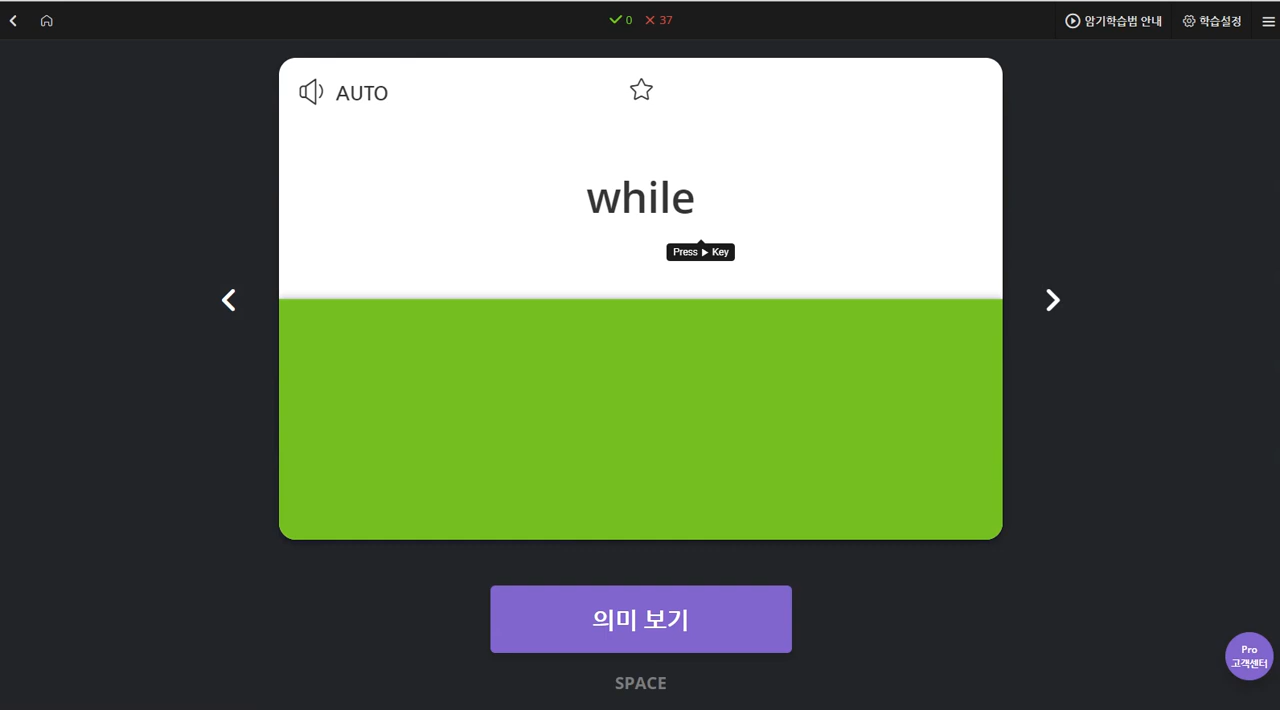 0 37 암기학습법 안내 학습설정
AUTO
while
Press ▶ Key
의미 보기
SPACE
Pro
고객센터